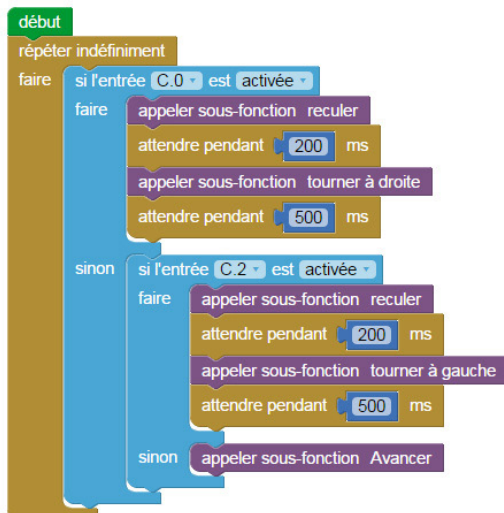 début
répéter indéfiniment
faire si l'entrée C.0 est activée
faire appeler sous-fonction reculer
attendre pendant 200 ms
appeler sous-fonction tourner à droite
attendre pendant 500 ms
sinon si l'entrée C.2 est activée
faire appeler sous-fonction reculer
attendre pendant 200 ms
appeler sous-fonction tourner à gauche
attendre pendant 500 ms
sinon appeler sous-fonction Avancer